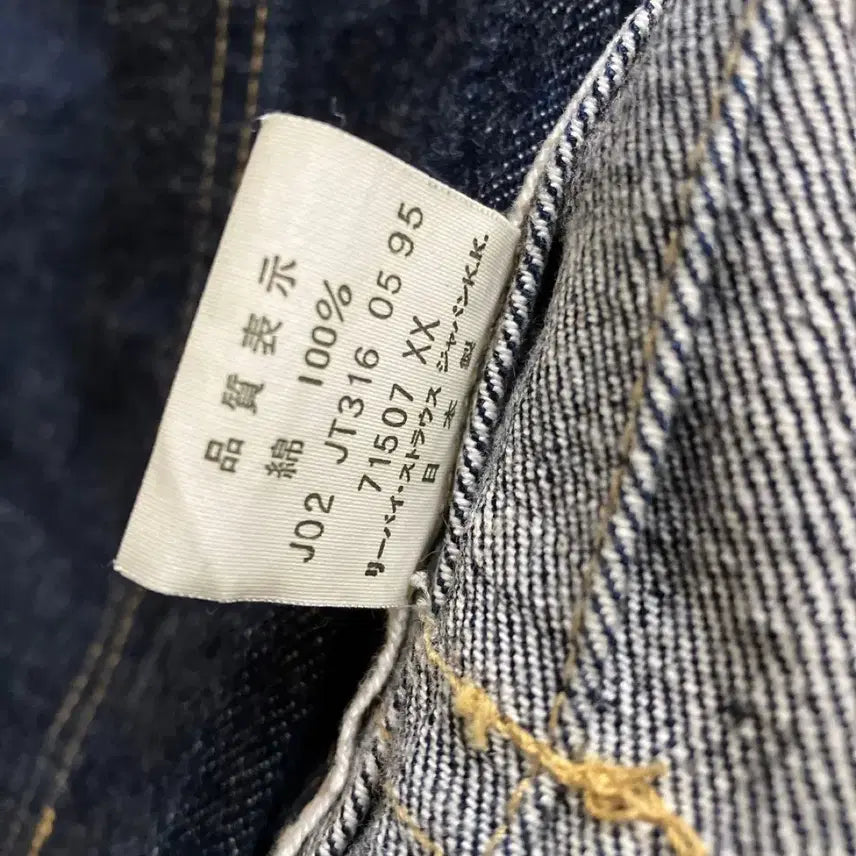 品質表示
綿 100%
J02 JT316 05 95
71507 XX
リーバイ・ストラウス ジャパンK.K.
日本製